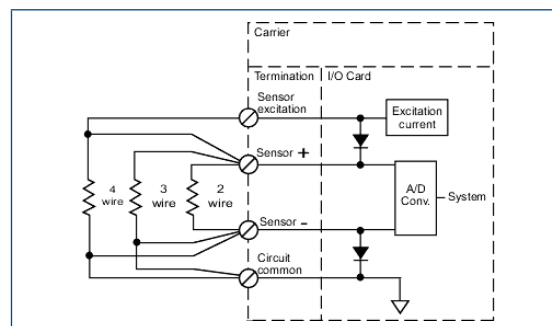 Carrier
Termination
I/O Card
Sensor
excitation
Excitation
current
Sensor +
4
wire
3
wire
2
wire
A/D
Conv.
System
Sensor -
Circuit
common